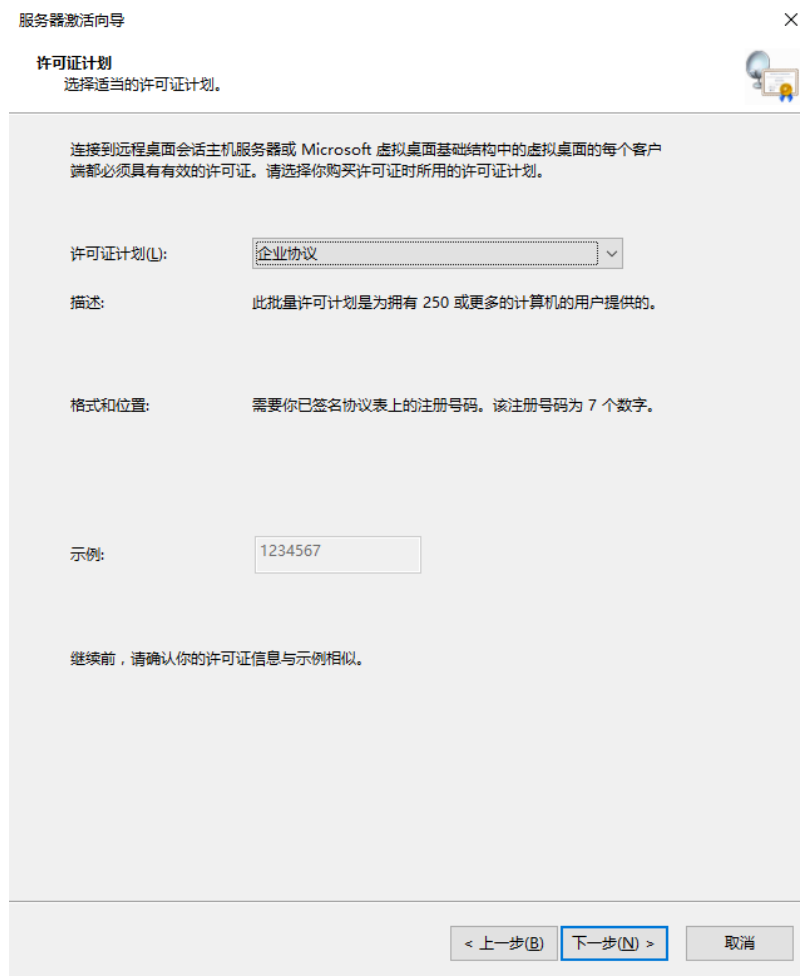 服务器激活向导
许可证计划
选择适当的许可证计划。
连接到远程桌面会话主机服务器或 Microsoft 虚拟桌面基础结构中的虚拟桌面的每个客户
端都必须具有有效的许可证。请选择你购买许可证时所用的许可证计划。
许可证计划(L): 企业协议
描述: 此批量许可计划是为拥有 250 或更多的计算机的用户提供的。
格式和位置: 需要你已签名协议表上的注册号码。该注册号码为 7 个数字。
示例: 1234567
继续前，请确认你的许可证信息与示例相似。
< 上一步(B) 下一步(N) > 取消